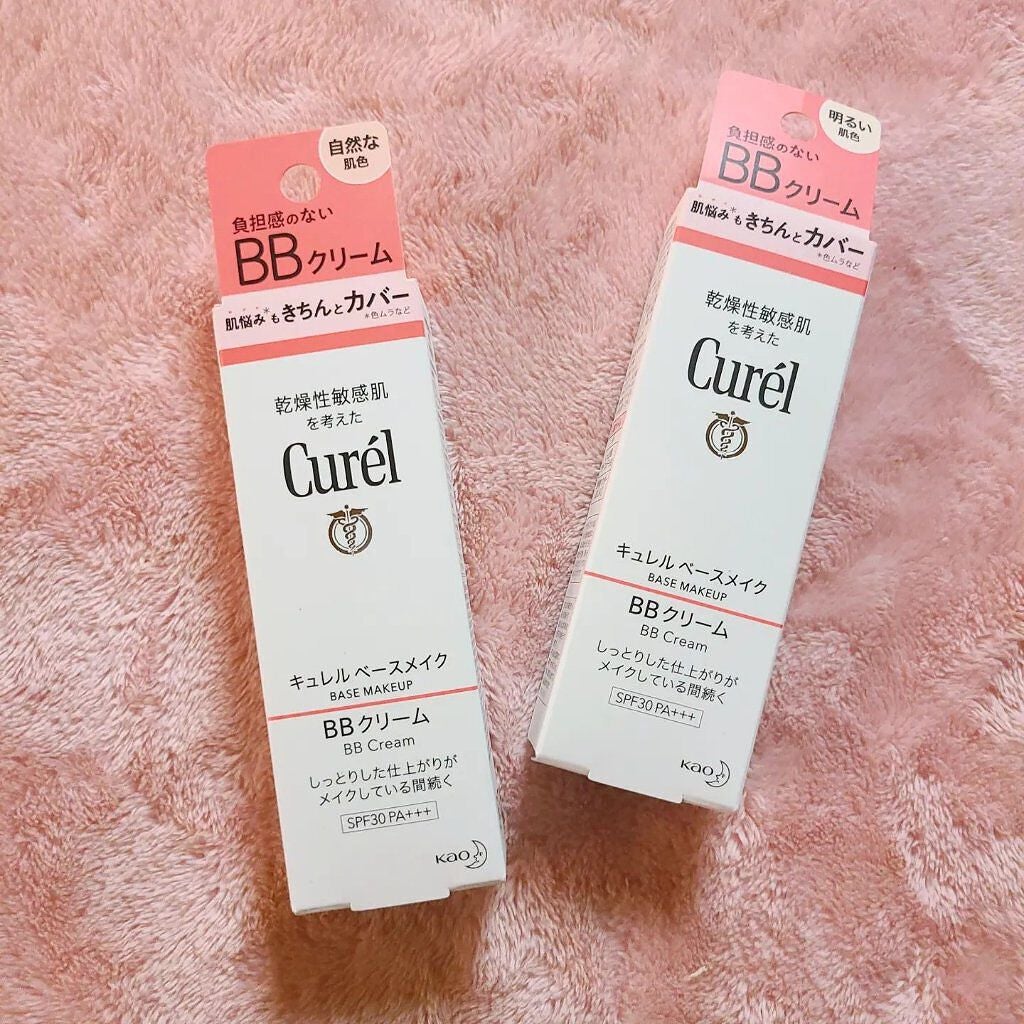 自然な
肌色
負担感のない
BBクリーム
肌悩み*もきちんとカバー
*色ムラなど
乾燥性敏感肌
を考えた
Curél
キュレル ベースメイク
BASE MAKEUP
BBクリーム
BB Cream
しっとりした仕上がりが
メイクしている間続く
SPF30 PA+++
Kao
明るい
肌色
負担感のない
BBクリーム
肌悩み*もきちんとカバー
*色ムラなど
乾燥性敏感肌
を考えた
Curél
キュレル ベースメイク
BASE MAKEUP
BBクリーム
BB Cream
しっとりした仕上がりが
メイクしている間続く
SPF30 PA+++
Kao